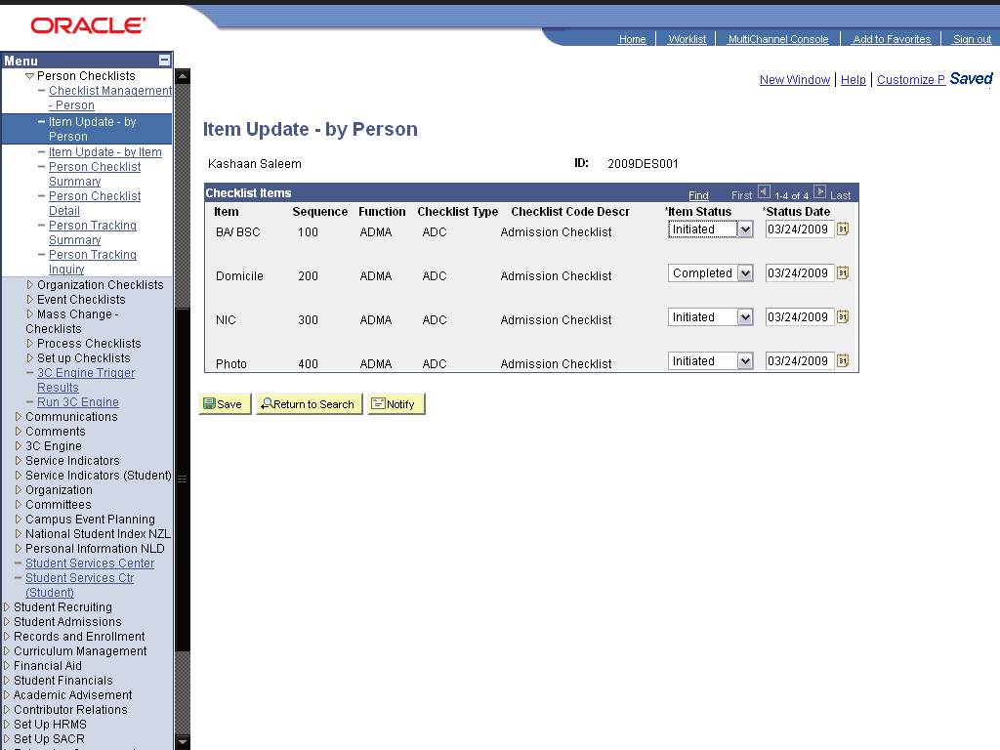 ORACLE
Home | Worklist | MultiChannel Console | Add to Favorites | Sign out
New Window | Help | Customize P Saved
Menu
Person Checklists
Checklist Management
- Person
Item Update - by
Person
Item Update - by Item
Person Checklist
Summary
Person Checklist
Detail
Person Tracking
Summary
Person Tracking
Inquiry
Organization Checklists
Event Checklists
Mass Change -
Checklists
Process Checklists
Set up Checklists
3C Engine Trigger
Results
Run 3C Engine
Communications
Comments
3C Engine
Service Indicators
Service Indicators (Student)
Organization
Committees
Campus Event Planning
National Student Index NZL
Personal Information NLD
Student Services Center
Student Services Ctr
(Student)
Student Recruiting
Student Admissions
Records and Enrollment
Curriculum Management
Financial Aid
Student Financials
Academic Advisement
Contributor Relations
Set Up HRMS
Set Up SACR
Item Update - by Person
Kashaan Saleem ID: 2009DES001
Checklist Items Find First 1-4 of 4 Last
Item Sequence Function Checklist Type Checklist Code Descr *Item Status *Status Date
BA/ BSC 100 ADMA ADC Admission Checklist Initiated 03/24/2009
Domicile 200 ADMA ADC Admission Checklist Completed 03/24/2009
NIC 300 ADMA ADC Admission Checklist Initiated 03/24/2009
Photo 400 ADMA ADC Admission Checklist Initiated 03/24/2009
Save Return to Search Notify